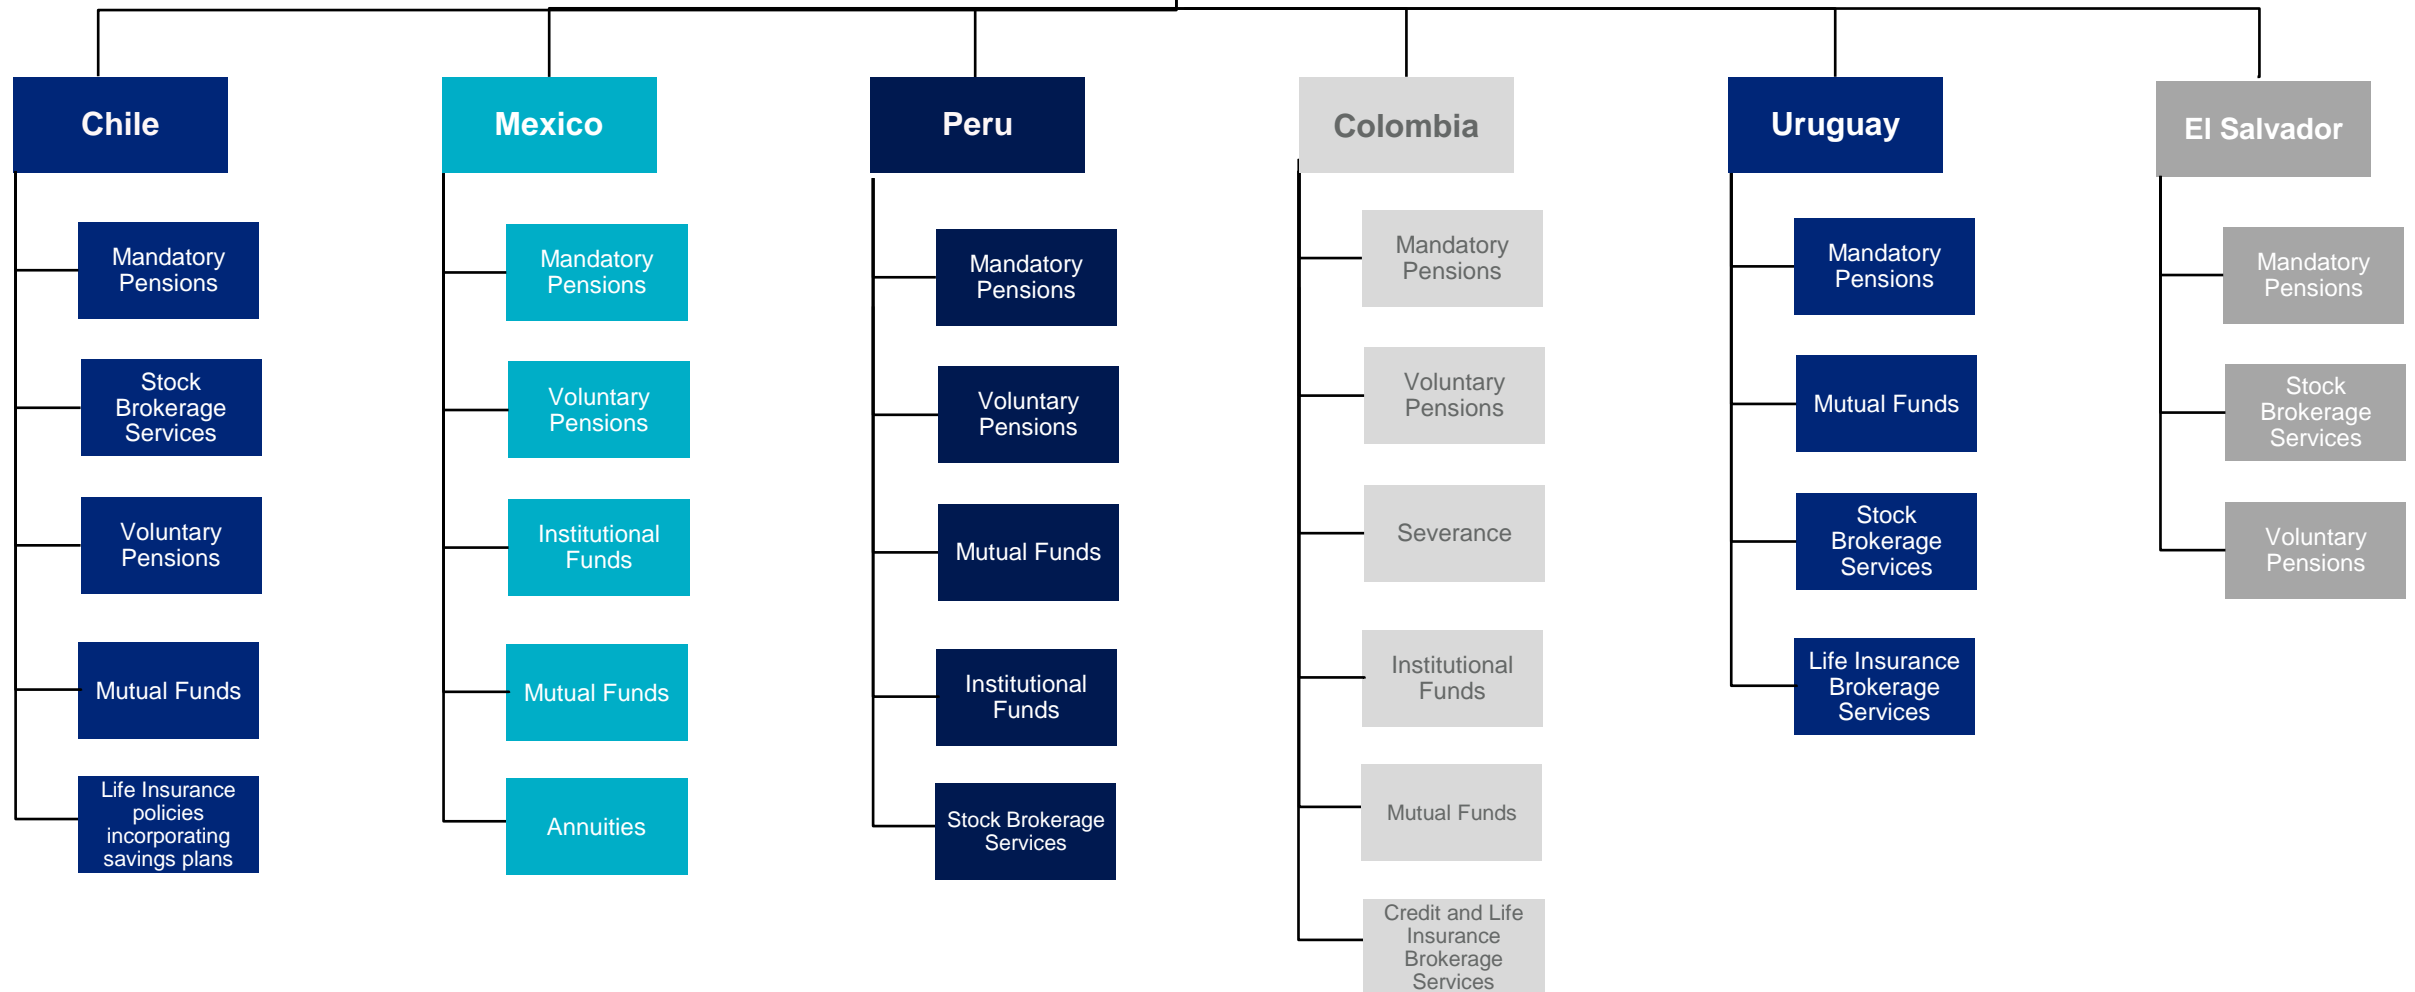 Chile
Mandatory
Pensions
Stock
Brokerage
Services
Voluntary
Pensions
Mutual Funds
Life Insurance
policies
incorporating
savings plans
Mexico
Mandatory
Pensions
Voluntary
Pensions
Institutional
Funds
Mutual Funds
Annuities
Peru
Mandatory
Pensions
Voluntary
Pensions
Mutual Funds
Institutional
Funds
Stock Brokerage
Services
Colombia
Mandatory
Pensions
Voluntary
Pensions
Severance
Institutional
Funds
Mutual Funds
Credit and Life
Insurance
Brokerage
Services
Uruguay
Mandatory
Pensions
Mutual Funds
Stock
Brokerage
Services
Life Insurance
Brokerage
Services
El Salvador
Mandatory
Pensions
Stock
Brokerage
Services
Voluntary
Pensions